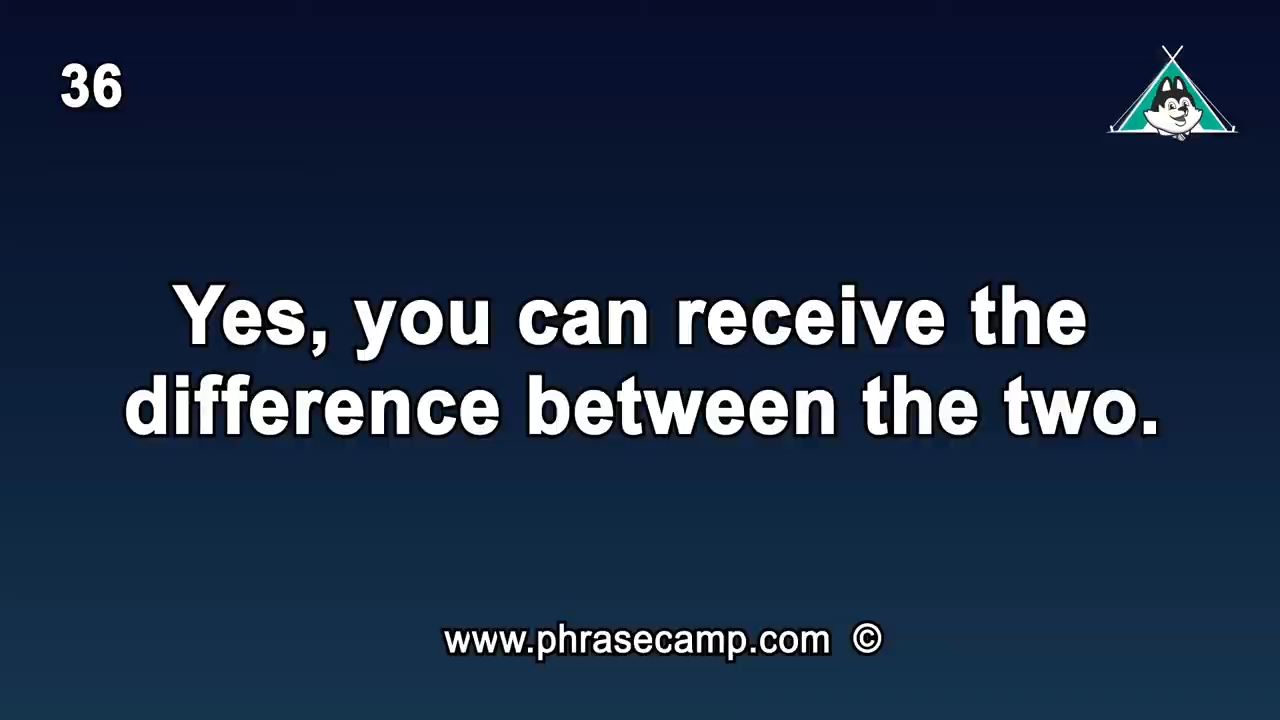 36
Yes, you can receive the
difference between the two.
www.phrasecamp.com ©